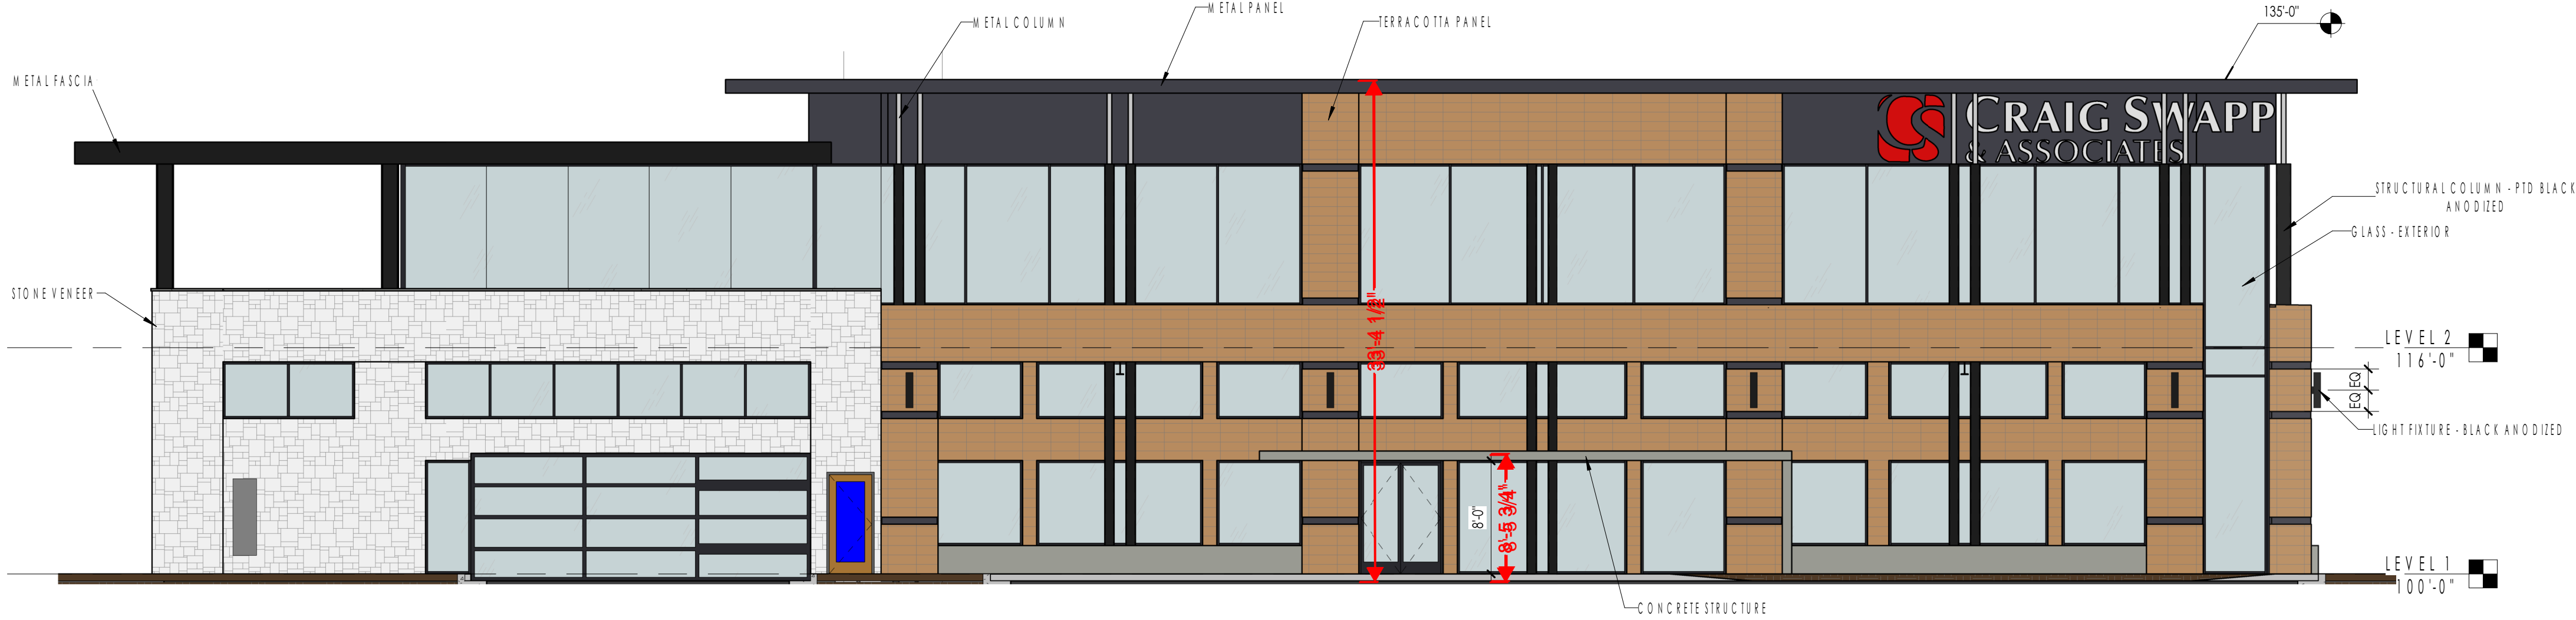 METAL PANEL
135'-0"
METAL COLUMN
TERRACOTTA PANEL
METAL FASCIA
CRAIG SWAPP
& ASSOCIATES
CS
STRUCTURAL COLUMN - PTD BLACK
ANODIZED
GLASS - EXTERIOR
STONE VENEER
33'-4 1/2"
LEVEL 2
116'-0"
EQ
EQ
LIGHT FIXTURE - BLACK ANODIZED
8'-0"
8'-5 3/4"
LEVEL 1
100'-0"
CONCRETE STRUCTURE